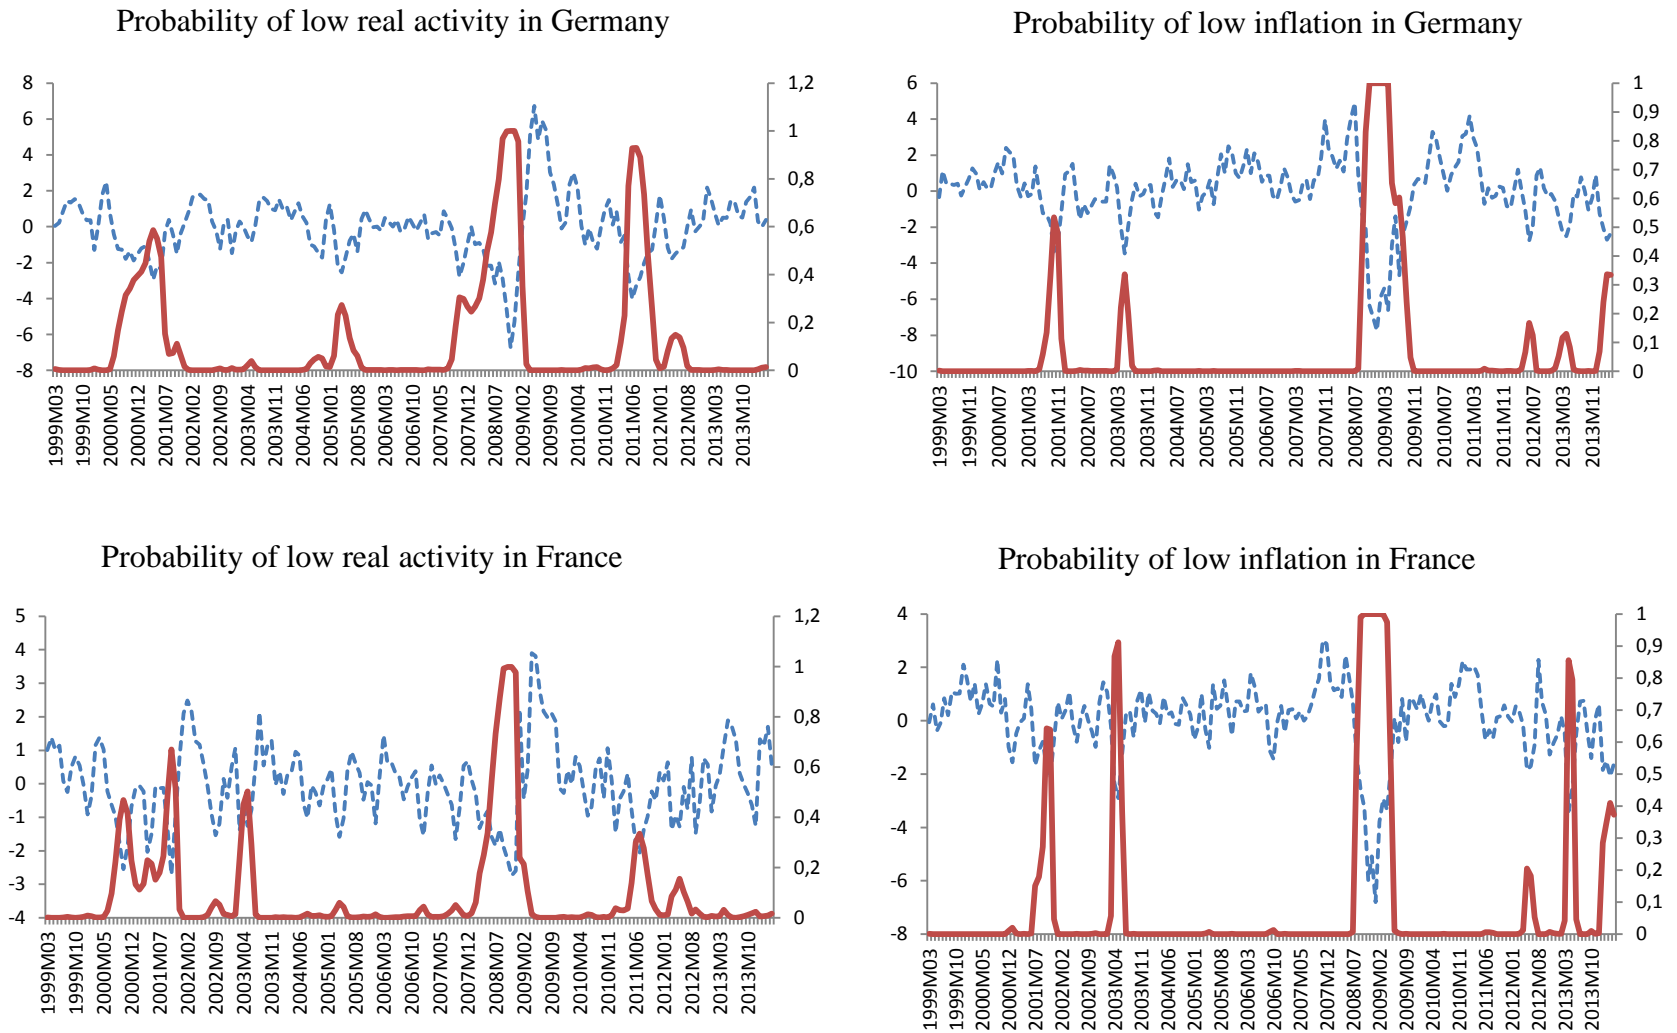 Probability of low real activity in Germany
8
6
4
2
0
-2
-4
-6
-8
1,2
1
0,8
0,6
0,4
0,2
0
1999M03
1999M10
2000M05
2000M12
2001M07
2002M02
2002M09
2003M04
2003M11
2004M06
2005M01
2005M08
2006M03
2006M10
2007M05
2007M12
2008M07
2009M02
2009M09
2010M04
2010M11
2011M06
2012M01
2012M08
2013M03
2013M10
Probability of low inflation in Germany
6
4
2
0
-2
-4
-6
-8
-10
1
0,9
0,8
0,7
0,6
0,5
0,4
0,3
0,2
0,1
0
1999M03
1999M11
2000M07
2001M03
2001M11
2002M07
2003M03
2003M11
2004M07
2005M03
2005M11
2006M07
2007M03
2007M11
2008M07
2009M03
2009M11
2010M07
2011M03
2011M11
2012M07
2013M03
2013M11
Probability of low real activity in France
5
4
3
2
1
0
-1
-2
-3
-4
1,2
1
0,8
0,6
0,4
0,2
0
1999M03
1999M10
2000M05
2000M12
2001M07
2002M02
2002M09
2003M04
2003M11
2004M06
2005M01
2005M08
2006M03
2006M10
2007M05
2007M12
2008M07
2009M02
2009M09
2010M04
2010M11
2011M06
2012M01
2012M08
2013M03
2013M10
Probability of low inflation in France
4
2
0
-2
-4
-6
-8
1
0,9
0,8
0,7
0,6
0,5
0,4
0,3
0,2
0,1
0
1999M03
1999M10
2000M05
2000M12
2001M07
2002M02
2002M09
2003M04
2003M11
2004M06
2005M01
2005M08
2006M03
2006M10
2007M05
2007M12
2008M07
2009M02
2009M09
2010M04
2010M11
2011M06
2012M01
2012M08
2013M03
2013M10